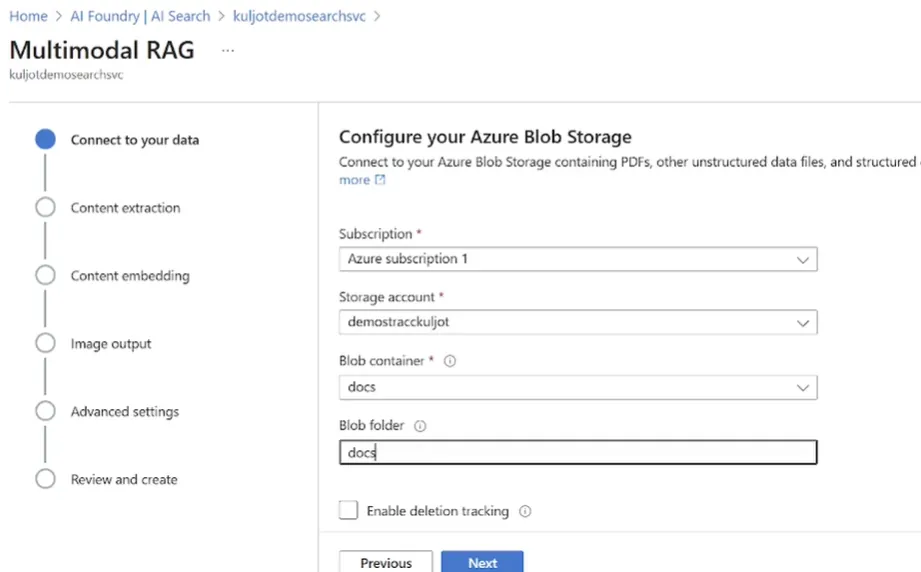 Home > AI Foundry | AI Search > kuljotdemosearchsvc >
Multimodal RAG ...
kuljotdemosearchsvc
Connect to your data
Content extraction
Content embedding
Image output
Advanced settings
Review and create
Configure your Azure Blob Storage
Connect to your Azure Blob Storage containing PDFs, other unstructured data files, and structured
more
Subscription *
Azure subscription 1
Storage account *
demostracckuljot
Blob container *
docs
Blob folder
docs
Enable deletion tracking
Previous Next